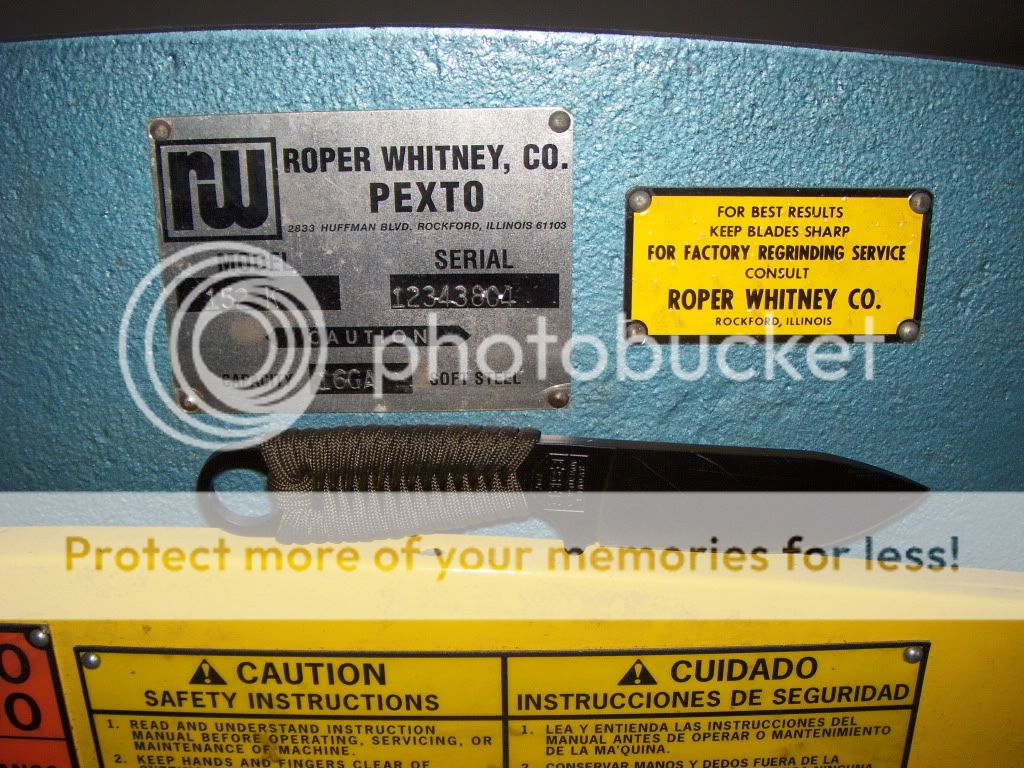 rw
ROPER WHITNEY, CO.
PEXTO
2833 HUFFMAN BLVD. ROCKFORD, ILLINOIS 61103
MODEL
SERIAL
12343804
CAUTION
CAPACITY 16GA SOFT STEEL
FOR BEST RESULTS
KEEP BLADES SHARP
FOR FACTORY REGRINDING SERVICE
CONSULT
ROPER WHITNEY CO.
ROCKFORD, ILLINOIS
photobucket
Protect more of your memories for less!
CAUTION
SAFETY INSTRUCTIONS
1. READ AND UNDERSTAND INSTRUCTION
MANUAL BEFORE OPERATING, SERVICING, OR
MAINTENANCE OF MACHINE.
2. KEEP HANDS AND FINGERS CLEAR OF
CUIDADO
INSTRUCCIONES DE SEGURIDAD
1. LEA Y ENTIENDA LAS INSTRUCCIONES DEL
MANUAL ANTES DE OPERAR O MANTENIMIENTO
DE LA MA'QUINA.
2. CONSERVAR MANOS Y DEDOS FUERA DE LA